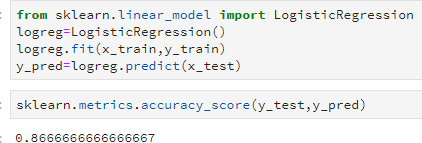 from sklearn.linear_model import LogisticRegression
logreg=LogisticRegression()
logreg.fit(x_train,y_train)
y_pred=logreg.predict(x_test)
sklearn.metrics.accuracy_score(y_test,y_pred)
0.8666666666666667